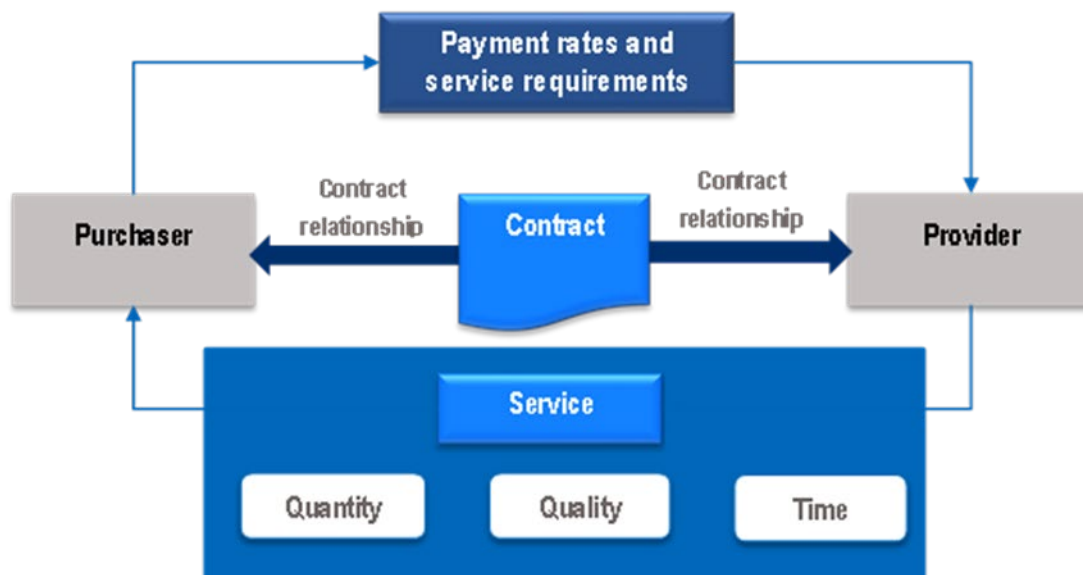 Payment rates and
service requirements
Contract
relationship
Contract
relationship
Purchaser
Contract
Provider
Service
Quantity
Quality
Time